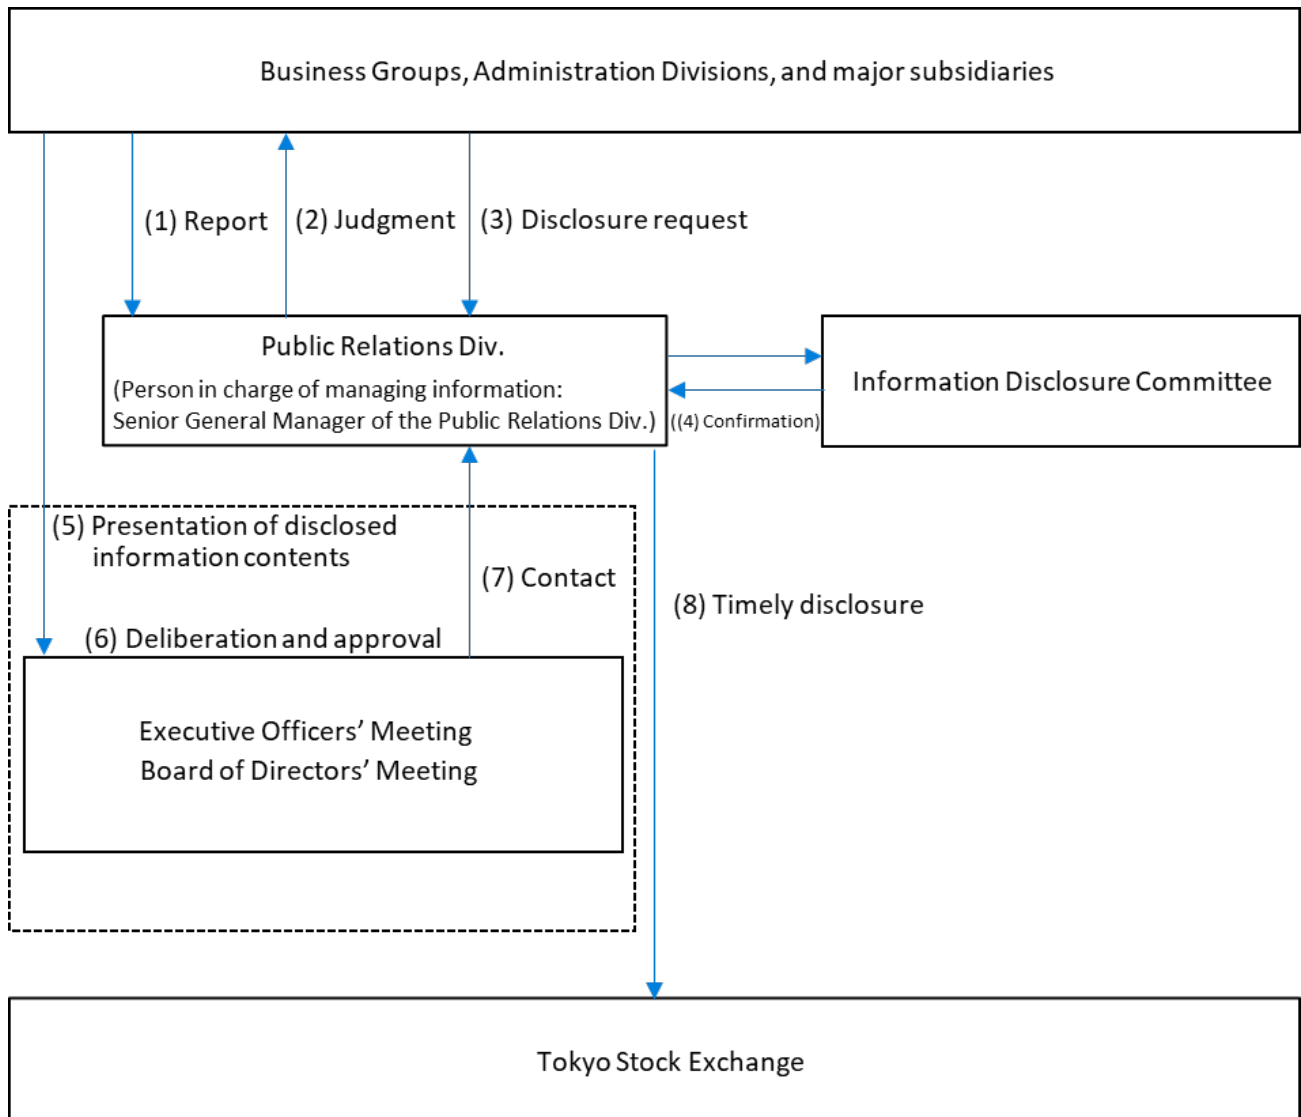 Business Groups, Administration Divisions, and major subsidiaries
(1) Report
(2) Judgment
(3) Disclosure request
Public Relations Div.
(Person in charge of managing information:
Senior General Manager of the Public Relations Div.)
((4) Confirmation)
Information Disclosure Committee
(5) Presentation of disclosed
information contents
(7) Contact
(8) Timely disclosure
(6) Deliberation and approval
Executive Officers’ Meeting
Board of Directors’ Meeting
Tokyo Stock Exchange